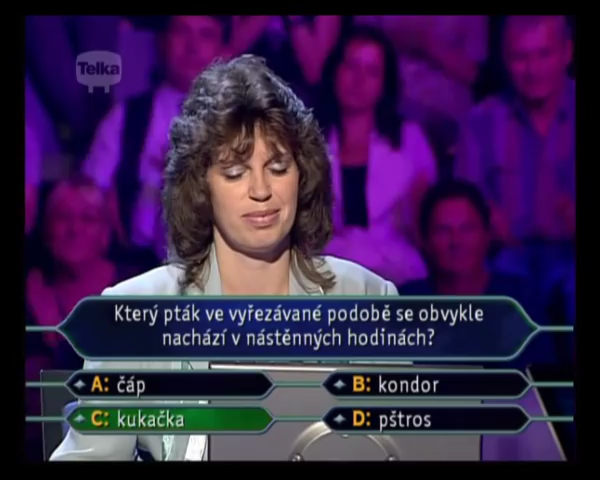 Telka
Který pták ve vyřezávané podobě se obvykle
nachází v nástěnných hodinách?
A: čáp
B: kondor
C: kukačka
D: pštros